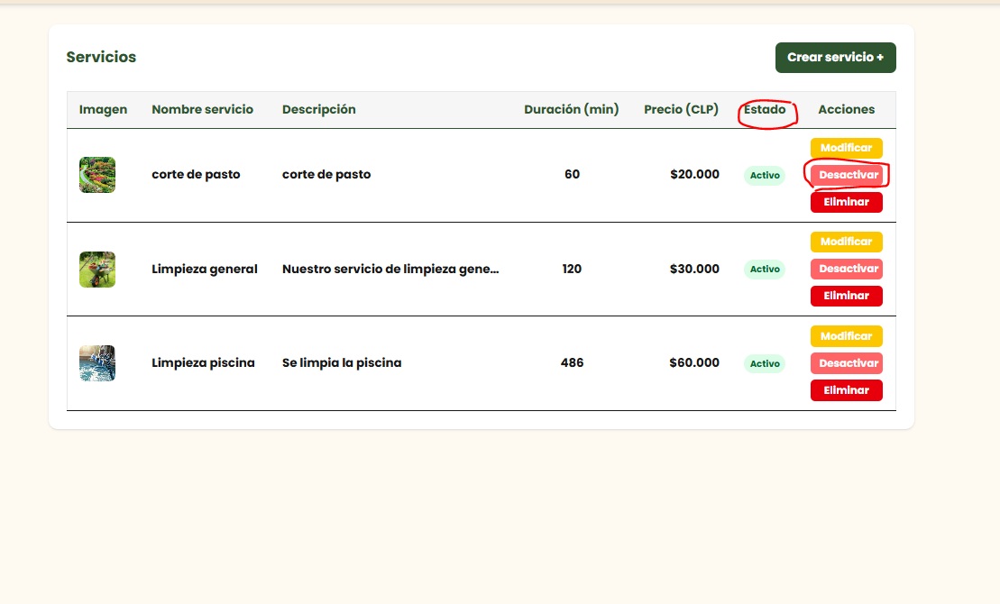 Servicios
Crear servicio +
Imagen Nombre servicio Descripción Duración (min) Precio (CLP) Estado Acciones
Modificar
corte de pasto corte de pasto 60 $20.000 Activo Desactivar
Eliminar
Modificar
Limpieza general Nuestro servicio de limpieza gene... 120 $30.000 Activo Desactivar
Eliminar
Modificar
Limpieza piscina Se limpia la piscina 486 $60.000 Activo Desactivar
Eliminar